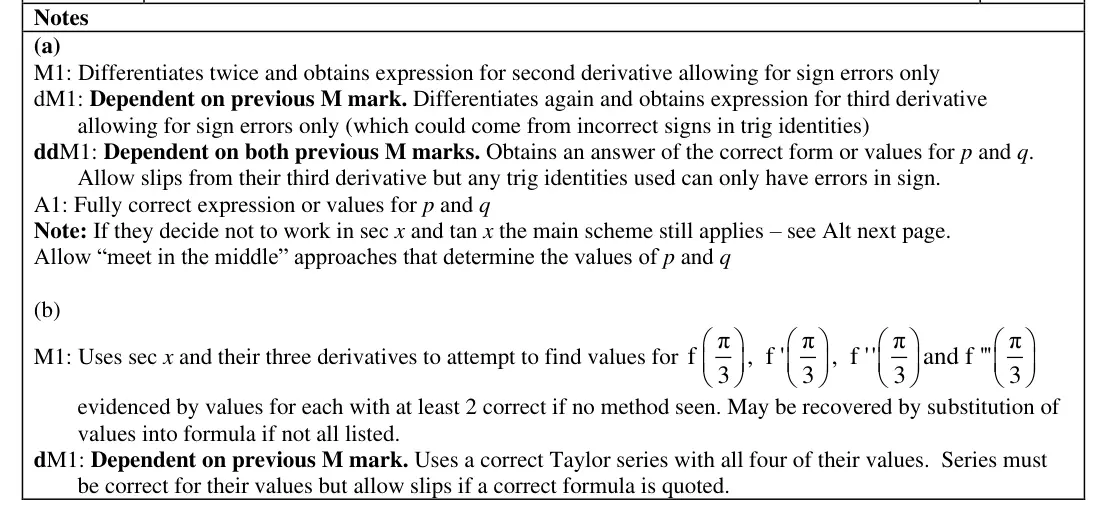 Notes
(a)
M1: Differentiates twice and obtains expression for second derivative allowing for sign errors only
dM1: Dependent on previous M mark. Differentiates again and obtains expression for third derivative
allowing for sign errors only (which could come from incorrect signs in trig identities)
ddM1: Dependent on both previous M marks. Obtains an answer of the correct form or values for p and q.
Allow slips from their third derivative but any trig identities used can only have errors in sign.
A1: Fully correct expression or values for p and q
Note: If they decide not to work in sec x and tan x the main scheme still applies – see Alt next page.
Allow “meet in the middle” approaches that determine the values of p and q
(b)
M1: Uses sec x and their three derivatives to attempt to find values for f(π/3), f '(π/3), f ''(π/3) and f '''(π/3)
evidenced by values for each with at least 2 correct if no method seen. May be recovered by substitution of
values into formula if not all listed.
dM1: Dependent on previous M mark. Uses a correct Taylor series with all four of their values. Series must
be correct for their values but allow slips if a correct formula is quoted.